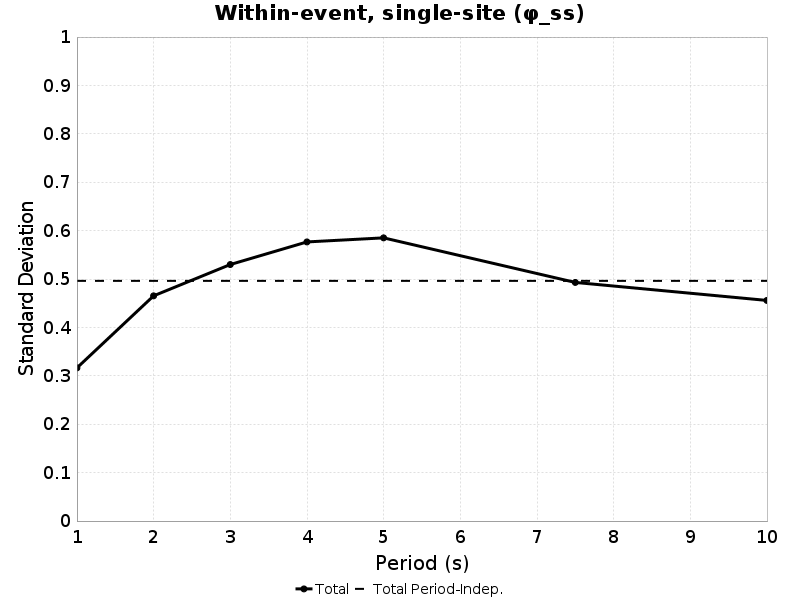 Within-event, single-site (φ_ss)
Standard Deviation
1
0.9
0.8
0.7
0.6
0.5
0.4
0.3
0.2
0.1
0
1 2 3 4 5 6 7 8 9 10
Period (s)
Total Total Period-Indep.